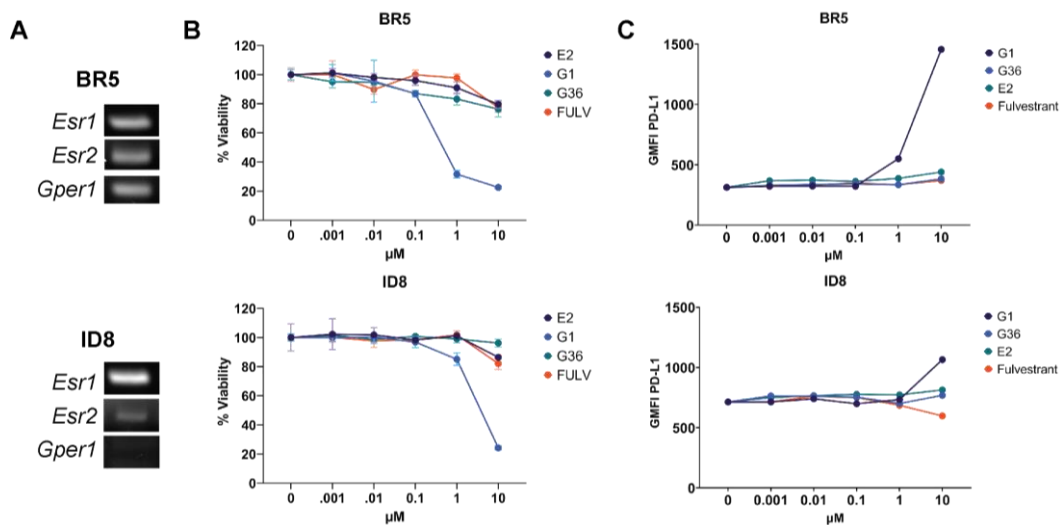 A
BR5
Esr1
Esr2
Gper1
ID8
Esr1
Esr2
Gper1
B
BR5
120
100
80
60
40
20
0
% Viability
0 .001 .01 0.1 1 10
µM
E2
G1
G36
FULV
ID8
120
100
80
60
40
20
0
% Viability
0 .001 .01 0.1 1 10
µM
E2
G1
G36
FULV
C
BR5
1500
1000
500
0
GMFI PD-L1
0 0.001 0.01 0.1 1 10
µM
G1
G36
E2
Fulvestrant
ID8
1500
1000
500
0
GMFI PD-L1
0 0.001 0.01 0.1 1 10
µM
G1
G36
E2
Fulvestrant